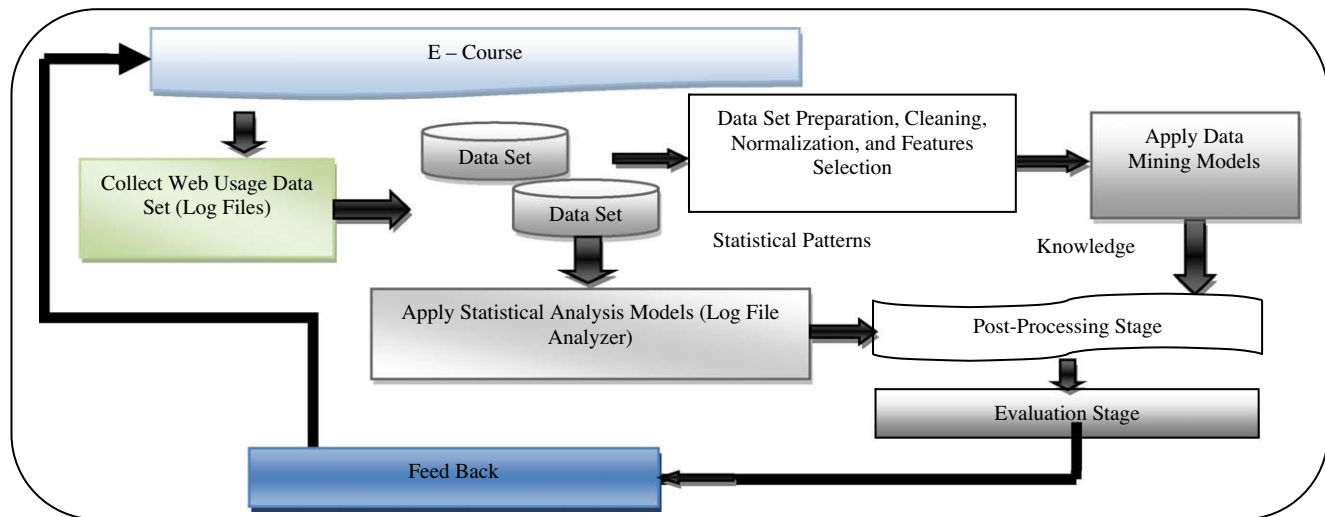 E – Course
Data Set Preparation, Cleaning,
Normalization, and Features
Selection
Apply Data
Mining Models
Data Set
Collect Web Usage Data
Set (Log Files)
Data Set
Statistical Patterns
Knowledge
Apply Statistical Analysis Models (Log File
Analyzer)
Post-Processing Stage
Evaluation Stage
Feed Back